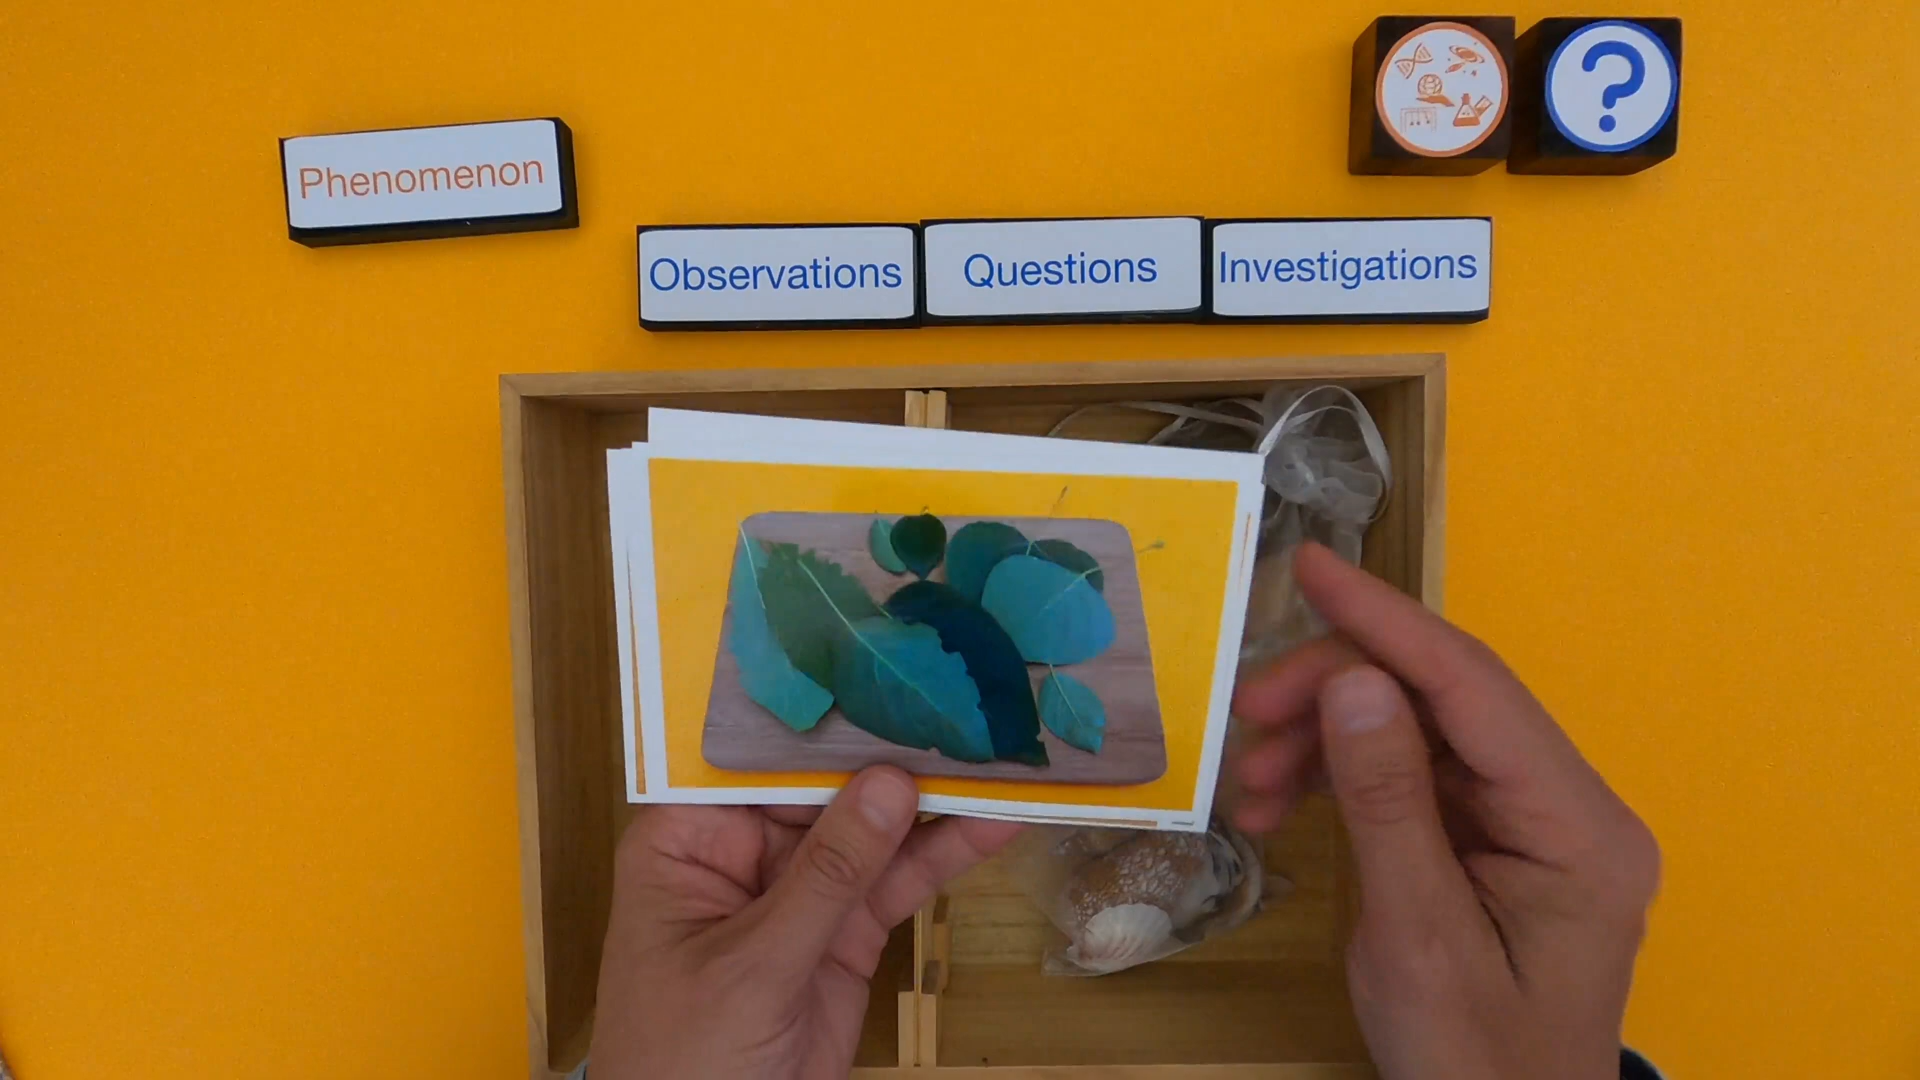 Phenomenon
Observations
Questions
Investigations
?